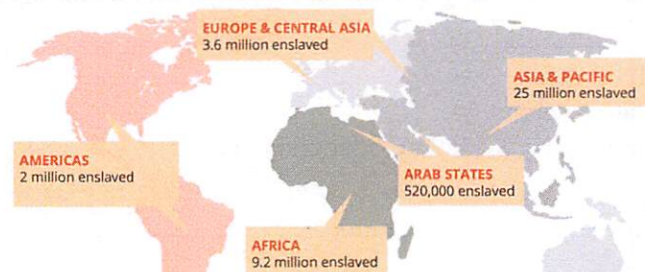 EUROPE & CENTRAL ASIA
3.6 million enslaved
ASIA & PACIFIC
25 million enslaved
AMERICAS
2 million enslaved
ARAB STATES
520,000 enslaved
AFRICA
9.2 million enslaved